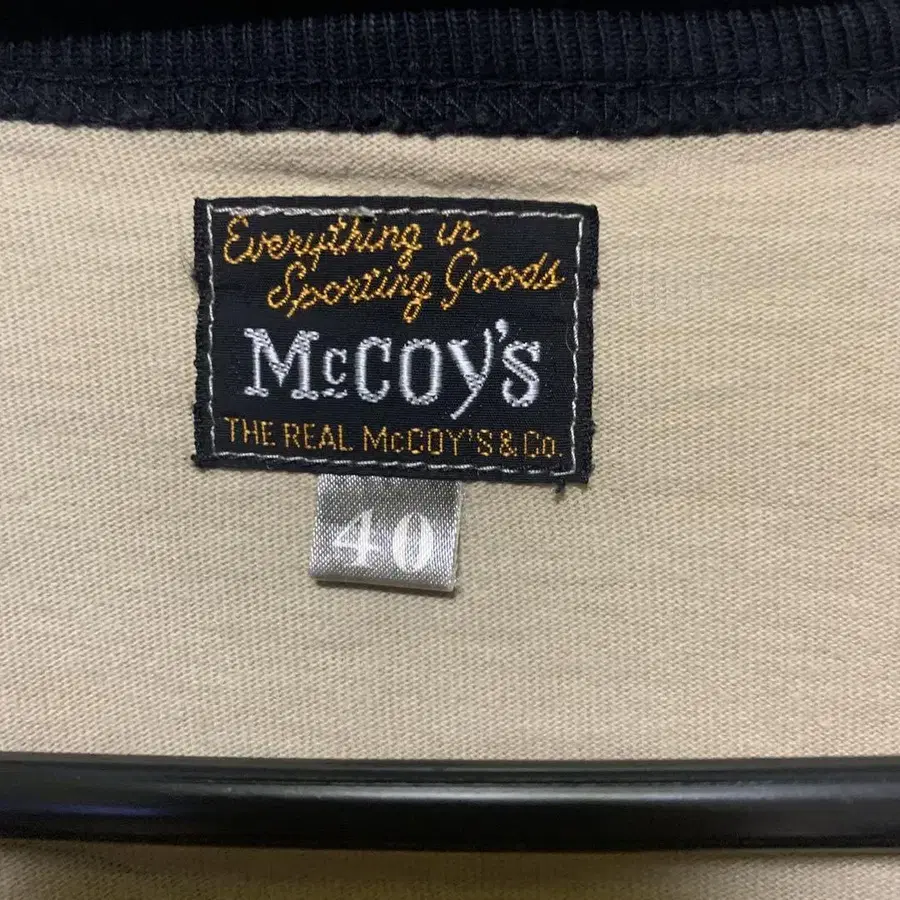 Everything in
Sporting Goods
McCOY'S
THE REAL McCOY'S & Co.
40